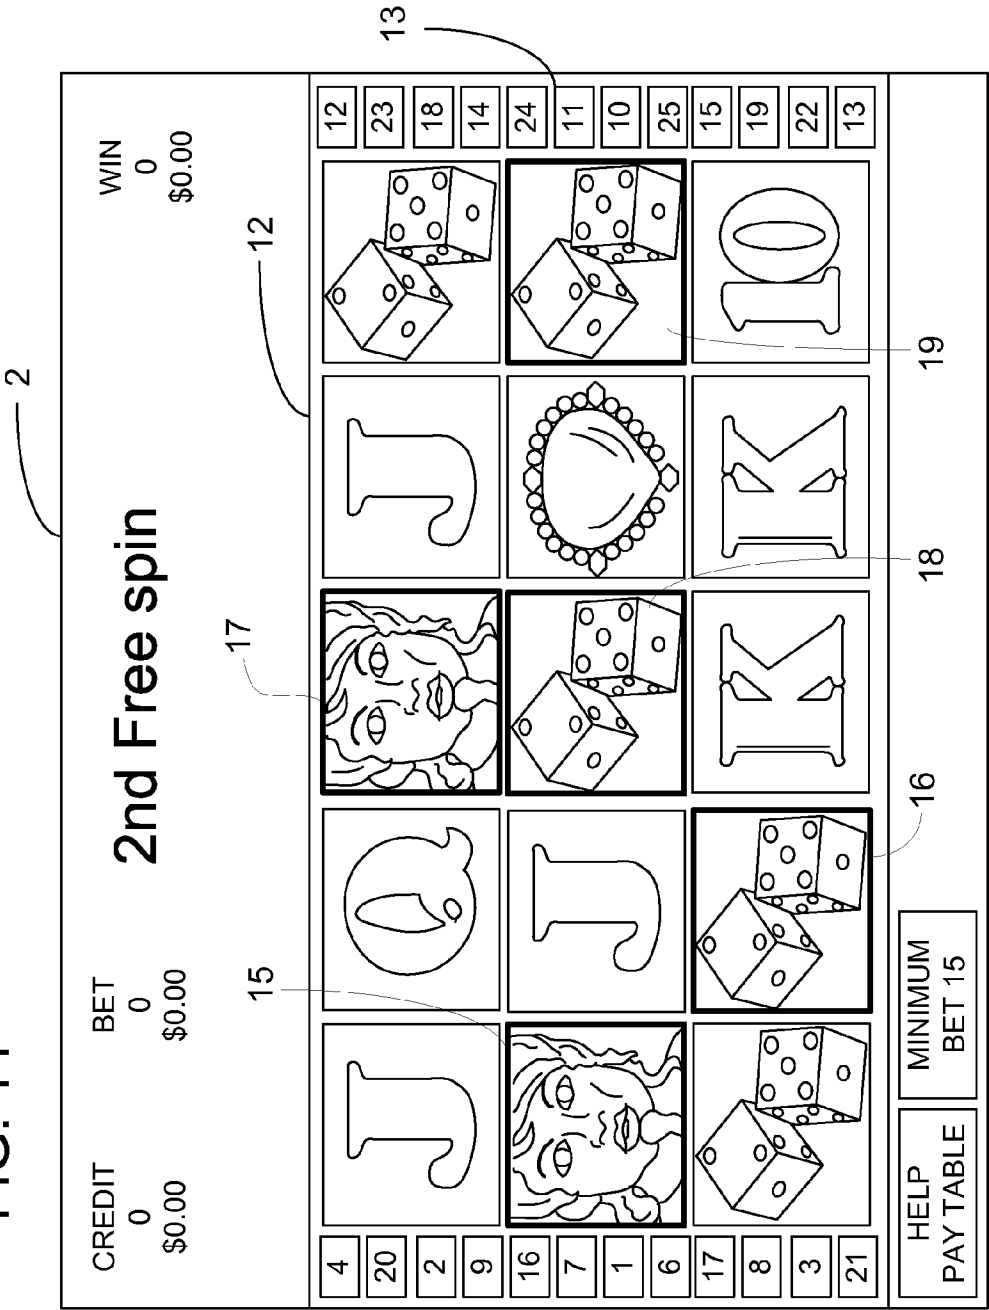 2
13
CREDIT BET 2nd Free spin WIN
0 0 0
$0.00 $0.00 $0.00
15 17 12
4 J Q J 12
20 23
2 18
9 14
16 J 24
7 11
1 10
6 25
17 K K 10 15
8 19
3 22
21 13
16 18 19
HELP
PAY TABLE
MINIMUM
BET 15